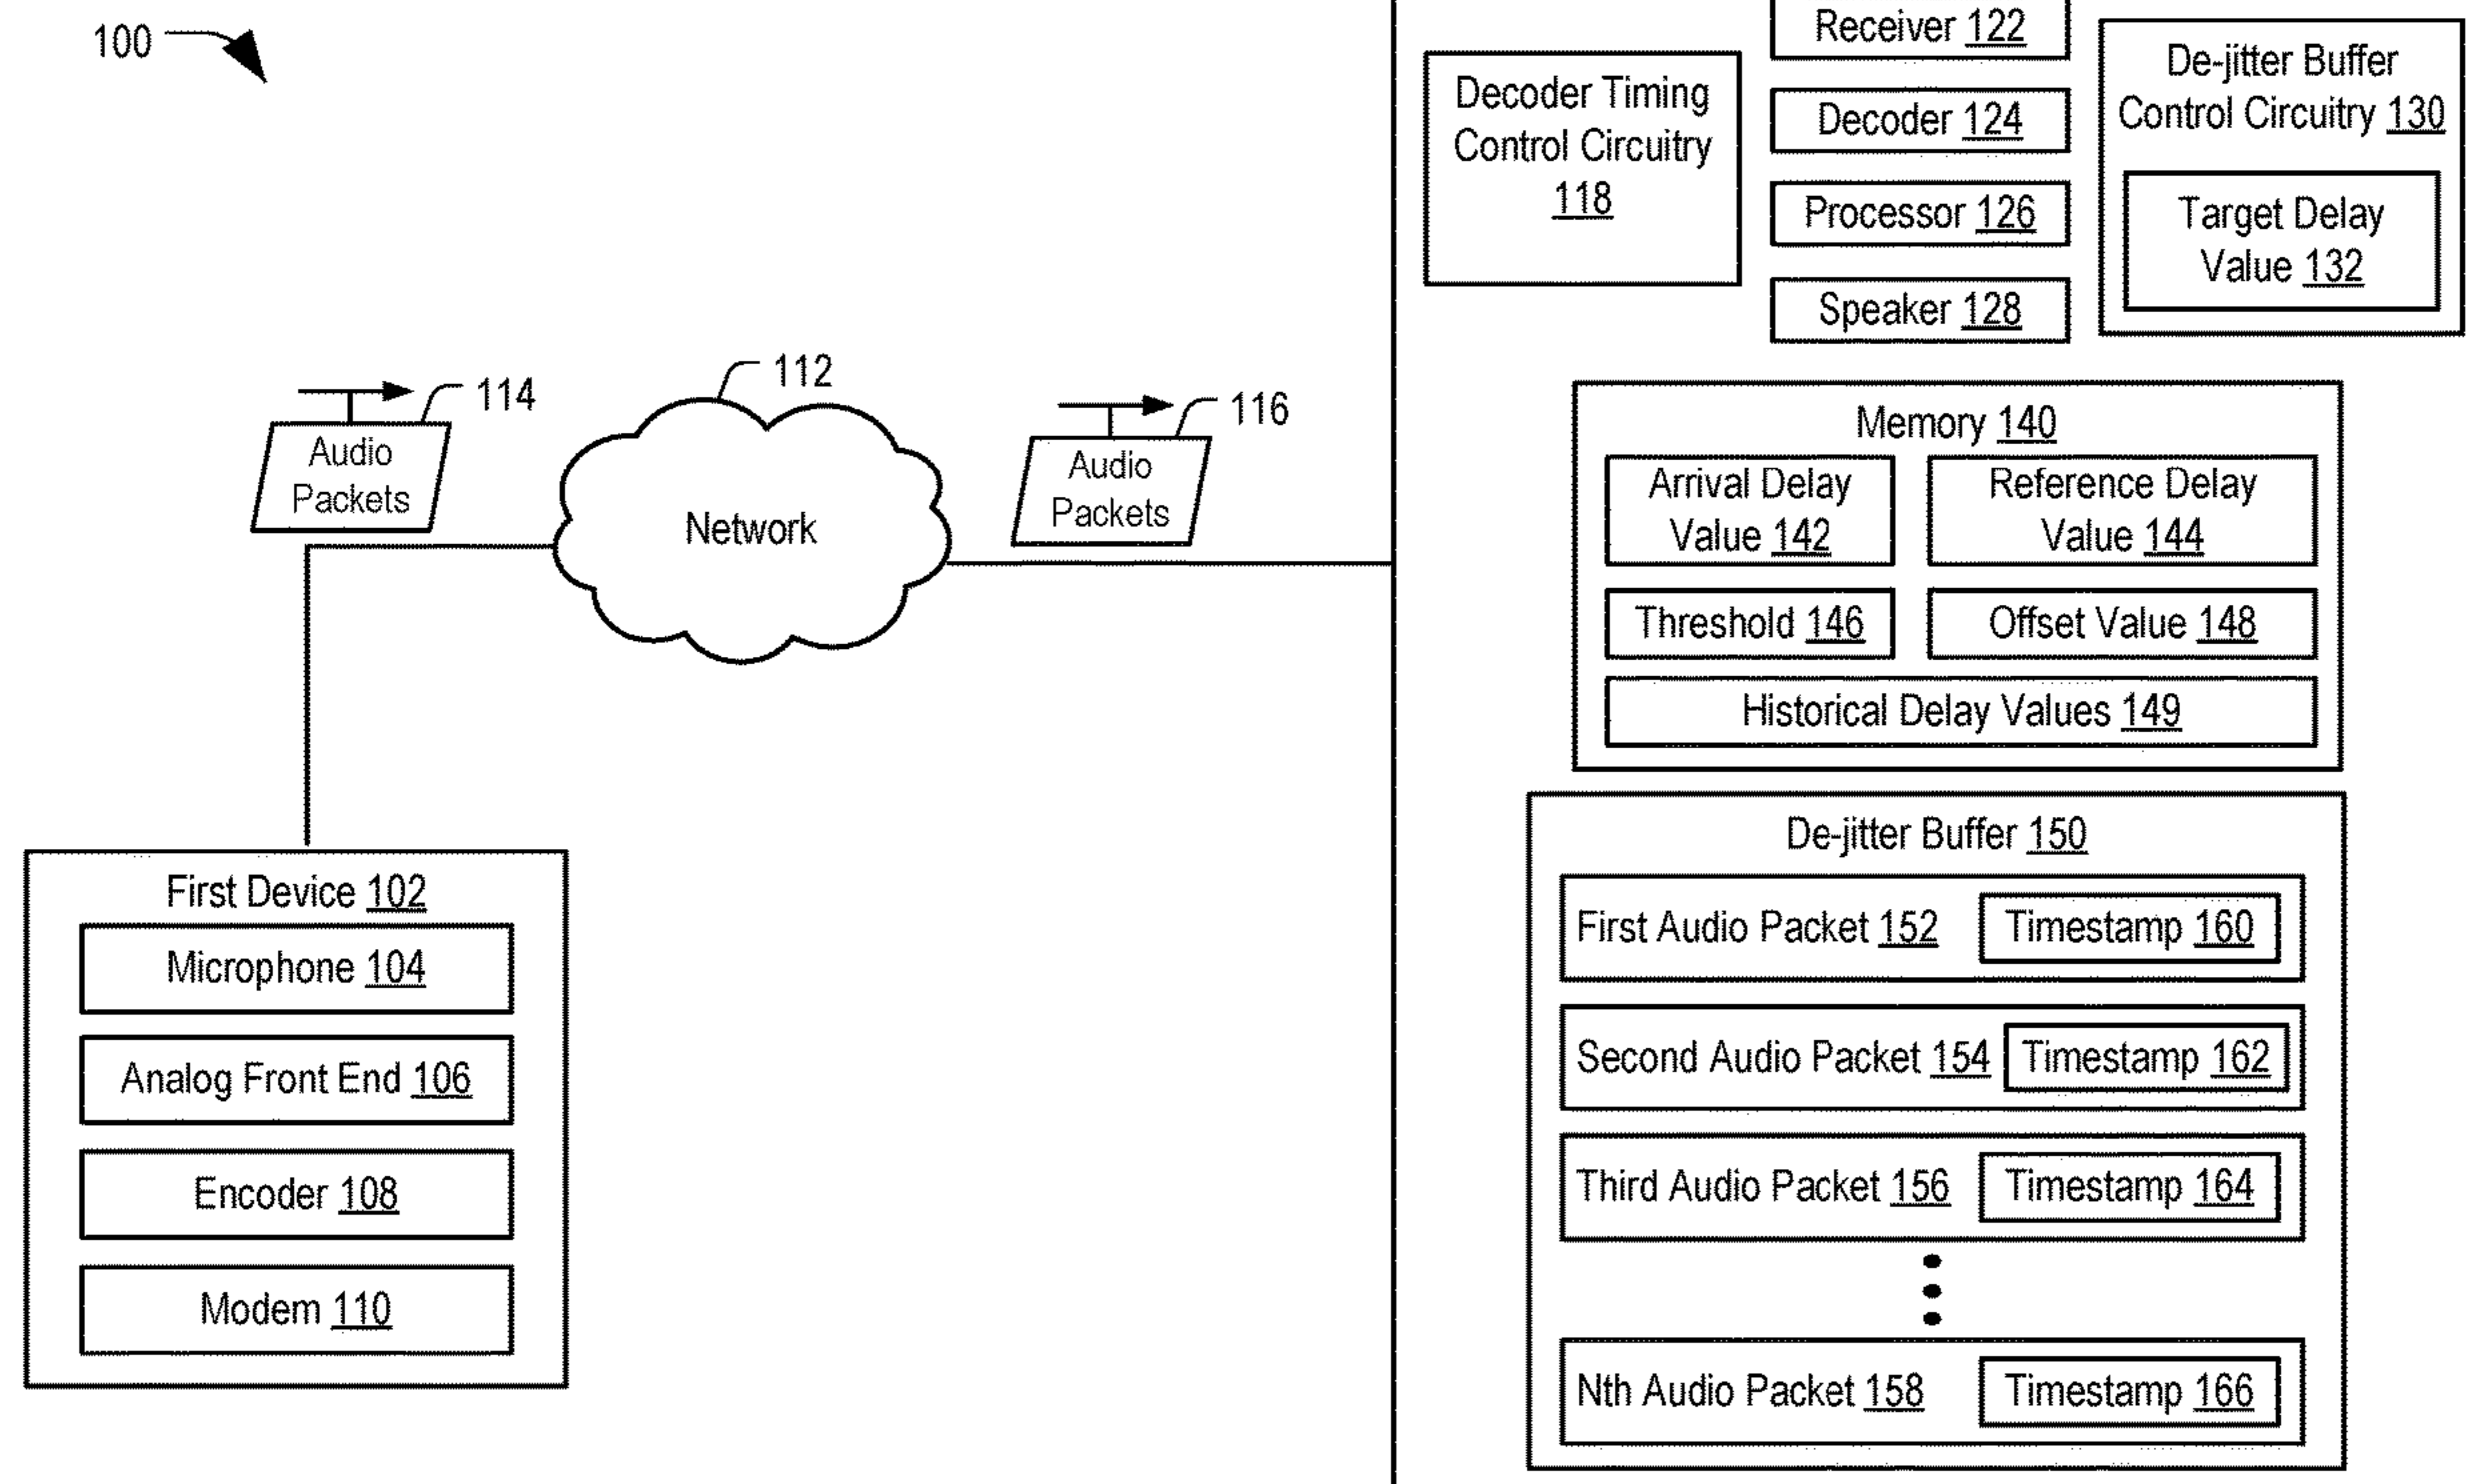 100
114
Audio
Packets
112
Network
116
Audio
Packets
First Device 102
Microphone 104
Analog Front End 106
Encoder 108
Modem 110
Decoder Timing
Control Circuitry
118
Receiver 122
Decoder 124
Processor 126
Speaker 128
De-jitter Buffer
Control Circuitry 130
Target Delay
Value 132
Memory 140
Arrival Delay
Value 142
Reference Delay
Value 144
Threshold 146
Offset Value 148
Historical Delay Values 149
De-jitter Buffer 150
First Audio Packet 152
Timestamp 160
Second Audio Packet 154
Timestamp 162
Third Audio Packet 156
Timestamp 164
Nth Audio Packet 158
Timestamp 166